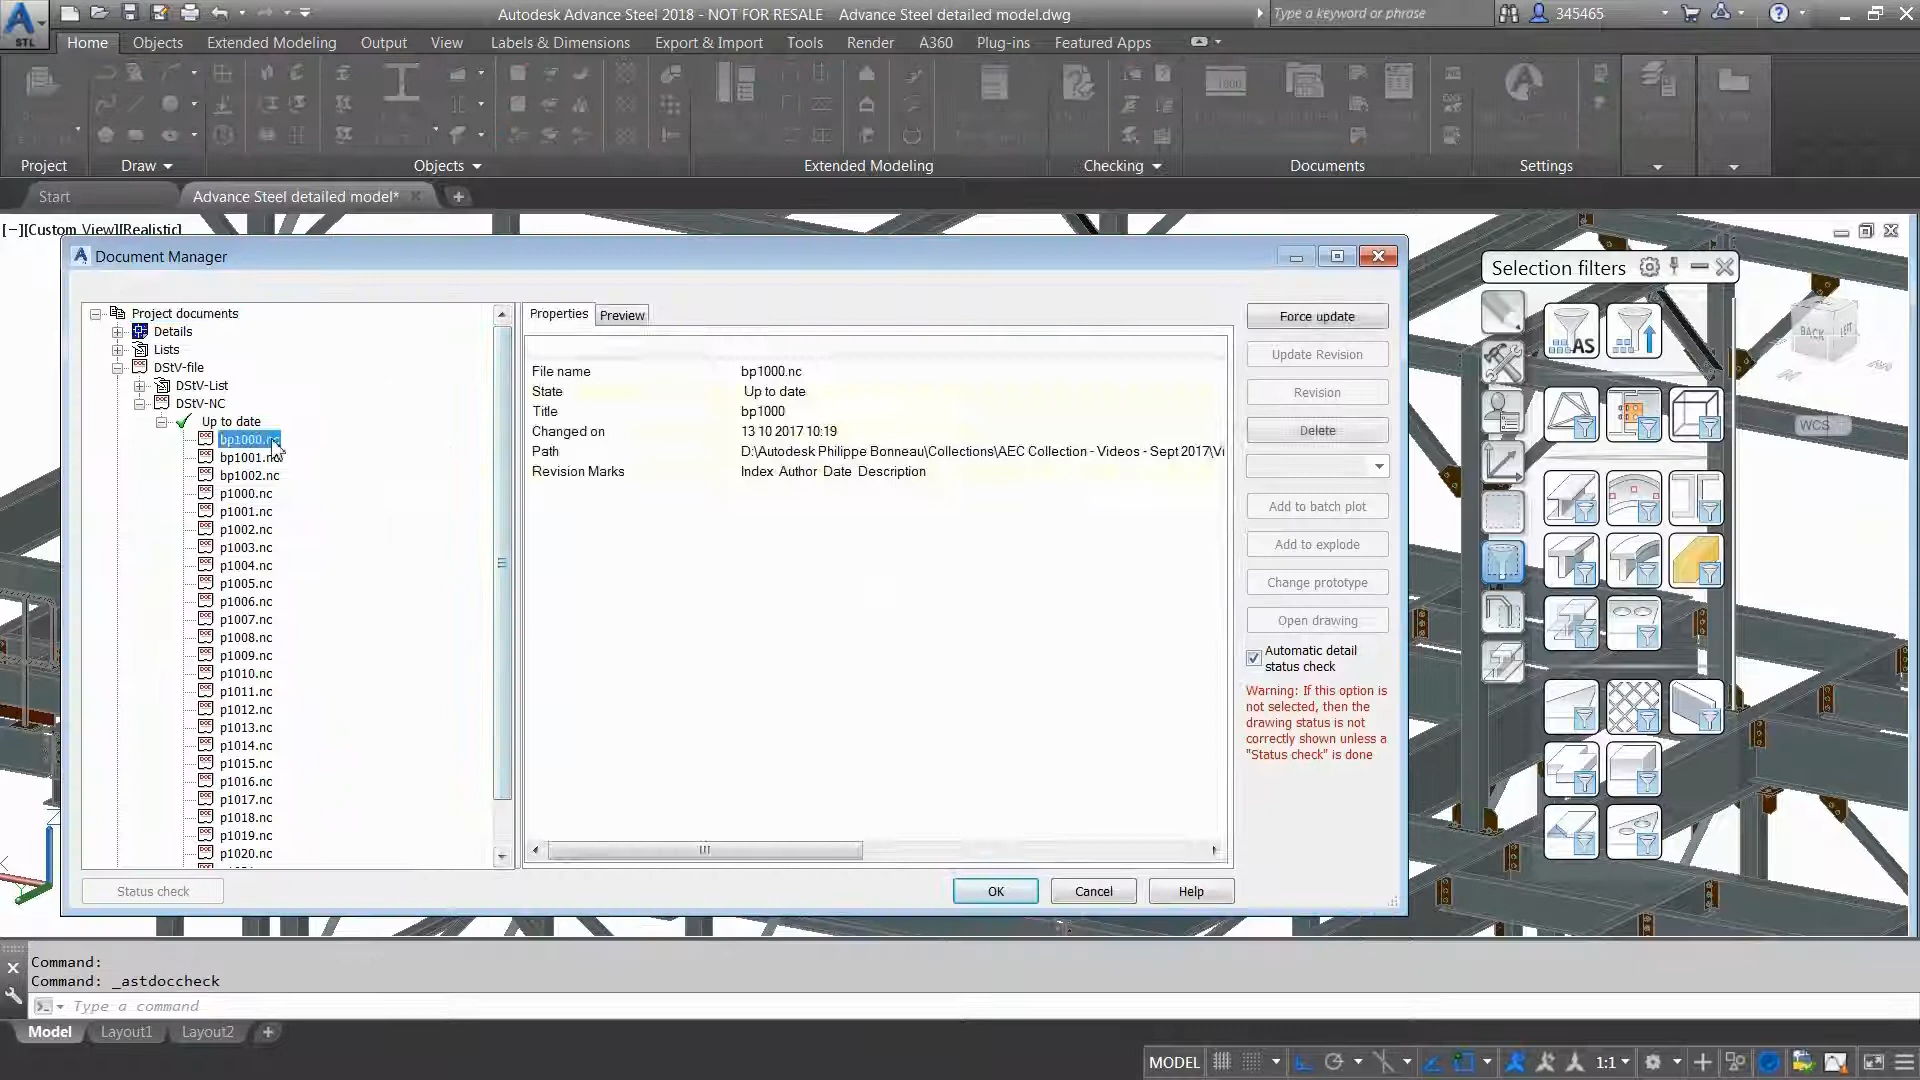 Autodesk Advance Steel 2018 - NOT FOR RESALE Advance Steel detailed model.dwg
Type a keyword or phrase
345465
STL
Home Objects Extended Modeling Output View Labels & Dimensions Export & Import Tools Render A360 Plug-ins Featured Apps
Project Draw Objects Extended Modeling Checking Documents Settings
Start Advance Steel detailed model*
[−][Custom View][Realistic]
Document Manager
Project documents
Details
Lists
DStV-file
DStV-List
DStV-NC
Up to date
bp1000.nc
bp1001.nc
bp1002.nc
p1000.nc
p1001.nc
p1002.nc
p1003.nc
p1004.nc
p1005.nc
p1006.nc
p1007.nc
p1008.nc
p1009.nc
p1010.nc
p1011.nc
p1012.nc
p1013.nc
p1014.nc
p1015.nc
p1016.nc
p1017.nc
p1018.nc
p1019.nc
p1020.nc
Status check
Properties Preview
File name bp1000.nc
State Up to date
Title bp1000
Changed on 13 10 2017 10:19
Path D:\Autodesk Philippe Bonneau\Collections\AEC Collection - Videos - Sept 2017\Vi
Revision Marks Index Author Date Description
Force update
Update Revision
Revision
Delete
Add to batch plot
Add to explode
Change prototype
Open drawing
Automatic detail
status check
Warning: If this option is
not selected, then the
drawing status is not
correctly shown unless a
"Status check" is done
OK Cancel Help
Selection filters
AS
BACK LEFT
WCS
Command:
Command: _astdoccheck
Type a command
Model Layout1 Layout2
MODEL 1:1